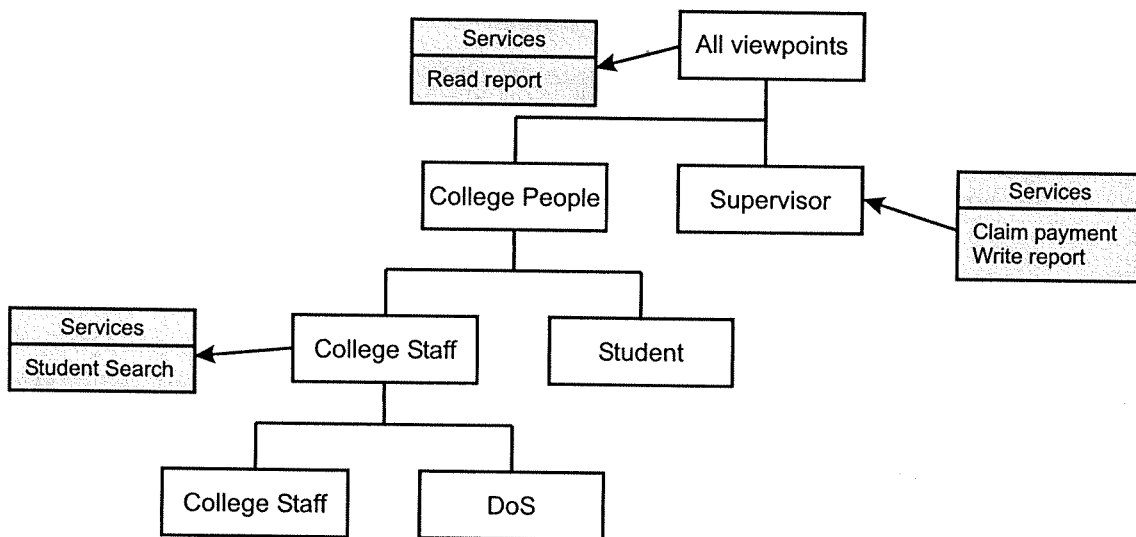 Services
Read report
All viewpoints
College People
Supervisor
Services
Claim payment
Write report
Services
Student Search
College Staff
Student
College Staff
DoS